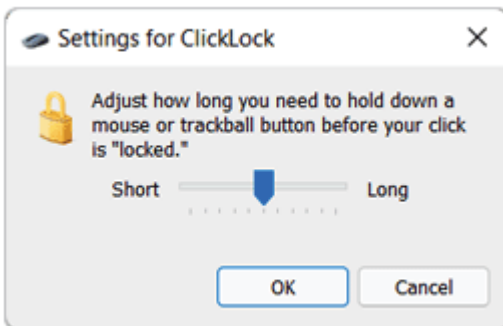 Settings for ClickLock
Adjust how long you need to hold down a
mouse or trackball button before your click
is "locked."
Short Long
OK Cancel